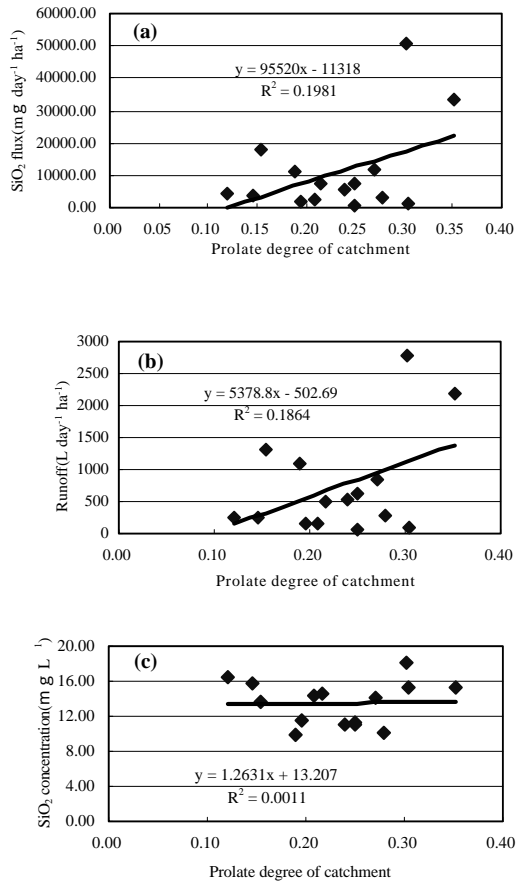 (a)
60000.00
50000.00
40000.00
30000.00
20000.00
10000.00
0.00
SiO₂ flux(mg day⁻¹ ha⁻¹)
y = 95520x - 11318
R² = 0.1981
0.00 0.05 0.10 0.15 0.20 0.25 0.30 0.35 0.40
Prolate degree of catchment
(b)
3000
2500
2000
1500
1000
500
0
Runoff(L day⁻¹ ha⁻¹)
y = 5378.8x - 502.69
R² = 0.1864
0.00 0.10 0.20 0.30 0.40
Prolate degree of catchment
(c)
20.00
16.00
12.00
8.00
4.00
0.00
SiO₂ concentration(mg L⁻¹)
y = 1.2631x + 13.207
R² = 0.0011
0.00 0.10 0.20 0.30 0.40
Prolate degree of catchment